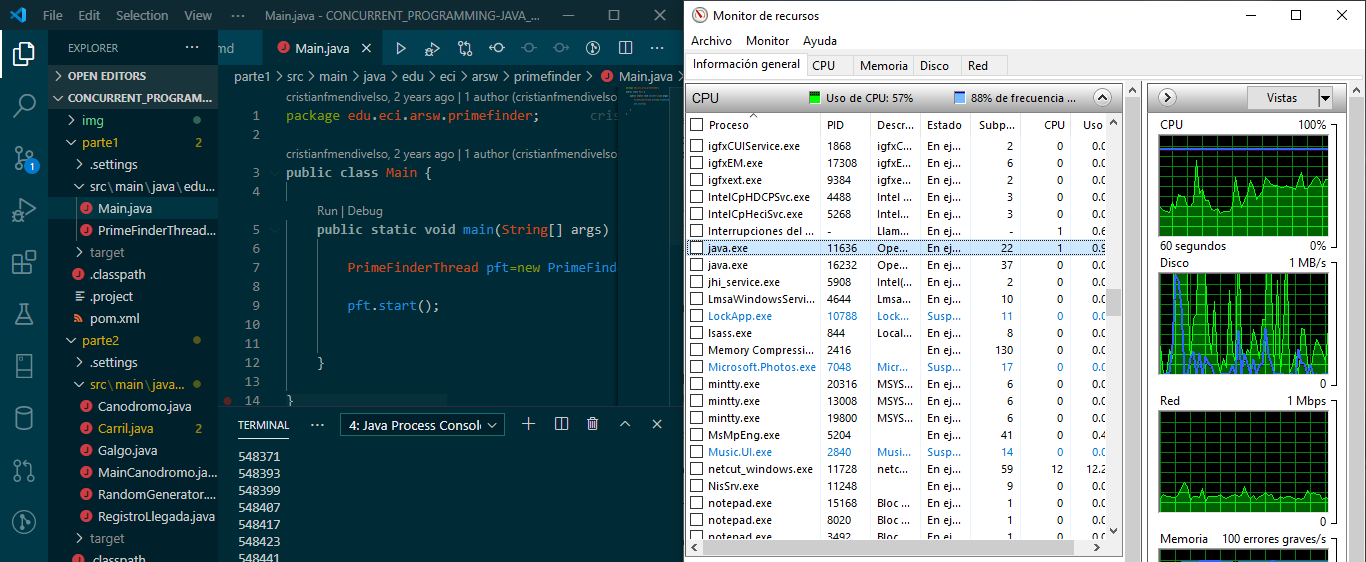 File Edit Selection View ··· Main.java - CONCURRENT_PROGRAMMING-JAVA_...
EXPLORER ···
OPEN EDITORS
CONCURRENT_PROGRAM...
img
parte1 2
.settings
src\main\java\edu...
Main.java
PrimeFinderThread...
target
.classpath
.project
pom.xml
parte2
.settings
src\main\java...
Canodromo.java
Carril.java 2
Galgo.java
MainCanodromo.ja...
RandomGenerator....
RegistroLlegada.java
target
.classpath
1
md Main.java
parte1 > src > main > java > edu > eci > arsw > primefinder > Main.java >
cristianfmendivelso, 2 years ago | 1 author (cristianfmendivelso)
1 package edu.eci.arsw.primefinder; cris
2
cristianfmendivelso, 2 years ago | 1 author (cristianfmendivelso)
3 public class Main {
4
Run | Debug
5 public static void main(String[] args)
6
7 PrimeFinderThread pft=new PrimeFind
8
9 pft.start();
10
11
12 }
13
14 }
TERMINAL ··· 4: Java Process Consol
548371
548393
548399
548407
548417
548423
548441
Monitor de recursos
Archivo Monitor Ayuda
Información general CPU Memoria Disco Red
CPU Uso de CPU: 57% 88% de frecuencia ...
Proceso PID Descr... Estado Subp... CPU Uso
igfxCUIService.exe 1868 igfxC... En ej... 2 0 0.0
igfxEM.exe 17308 igfxE... En ej... 6 0 0.0
igfxext.exe 9384 igfxe... En ej... 2 0 0.0
IntelCpHDCPSvc.exe 4488 Intel ... En ej... 3 0 0.0
IntelCpHeciSvc.exe 5268 Intel ... En ej... 3 0 0.0
Interrupciones del ... - Llam... En ej... - 1 0.6
java.exe 11636 Ope... En ej... 22 1 0.9
java.exe 16232 Ope... En ej... 37 0 0.0
jhi_service.exe 5908 Intel(... En ej... 2 0 0.0
LmsaWindowsServi... 4644 Lmsa... En ej... 10 0 0.0
LockApp.exe 10788 Lock... Susp... 11 0 0.0
lsass.exe 844 Local... En ej... 8 0 0.0
Memory Compressi... 2416 En ej... 130 0 0.0
Microsoft.Photos.exe 7048 Micr... Susp... 17 0 0.0
mintty.exe 20316 MSYS... En ej... 6 0 0.0
mintty.exe 13008 MSYS... En ej... 6 0 0.0
mintty.exe 19800 MSYS... En ej... 6 0 0.0
MsMpEng.exe 5204 En ej... 41 0 0.4
Music.UI.exe 2840 Musi... Susp... 14 0 0.0
netcut_windows.exe 11728 netc... En ej... 59 12 12.2
NisSrv.exe 11248 En ej... 9 0 0.0
notepad.exe 15168 Bloc ... En ej... 1 0 0.0
notepad.exe 8020 Bloc ... En ej... 1 0 0.0
notepad.exe 3492 Bloc ... En ej... 1 0 0.0
Vistas
CPU 100%
60 segundos 0%
Disco 1 MB/s
0
Red 1 Mbps
0
Memoria 100 errores graves/s